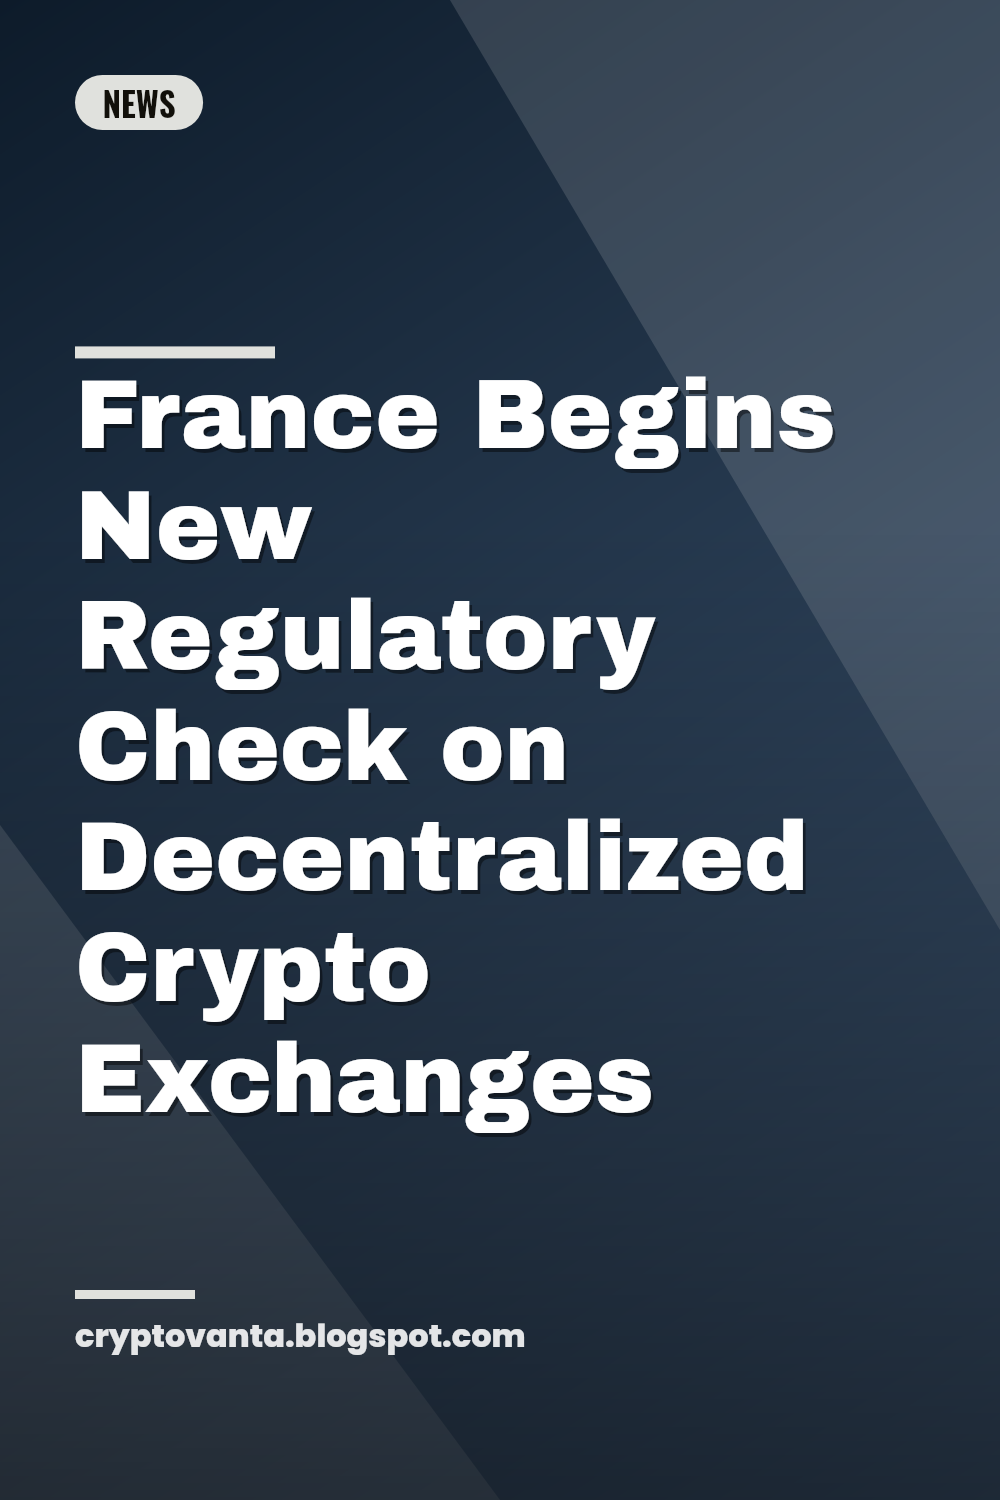 NEWS
France Begins
New
Regulatory
Check on
Decentralized
Crypto
Exchanges
cryptovanta.blogspot.com